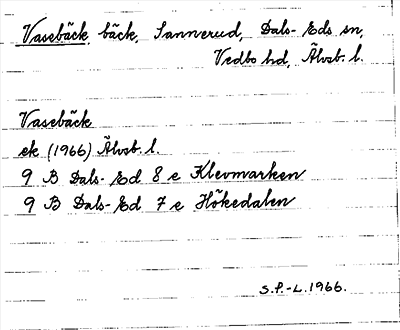 Vasebäck, bäck, Sannerud, Dals-Eds sn,
Vedbo hd, Älvsb. l.
Vasebäck
ek (1966) Älvsb. l.
9 B Dals-Ed 8 e Klevmarken
9 B Dals-Ed 7 e Hökedalen
S.P.-L. 1966.